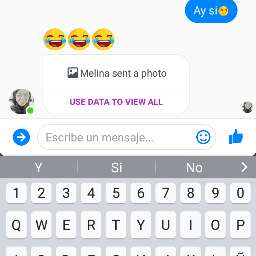 Ay si
Melina sent a photo
USE DATA TO VIEW ALL
Escribe un mensaje...
Y Si No
1 2 3 4 5 6 7 8 9 0
Q W E R T Y U I O P